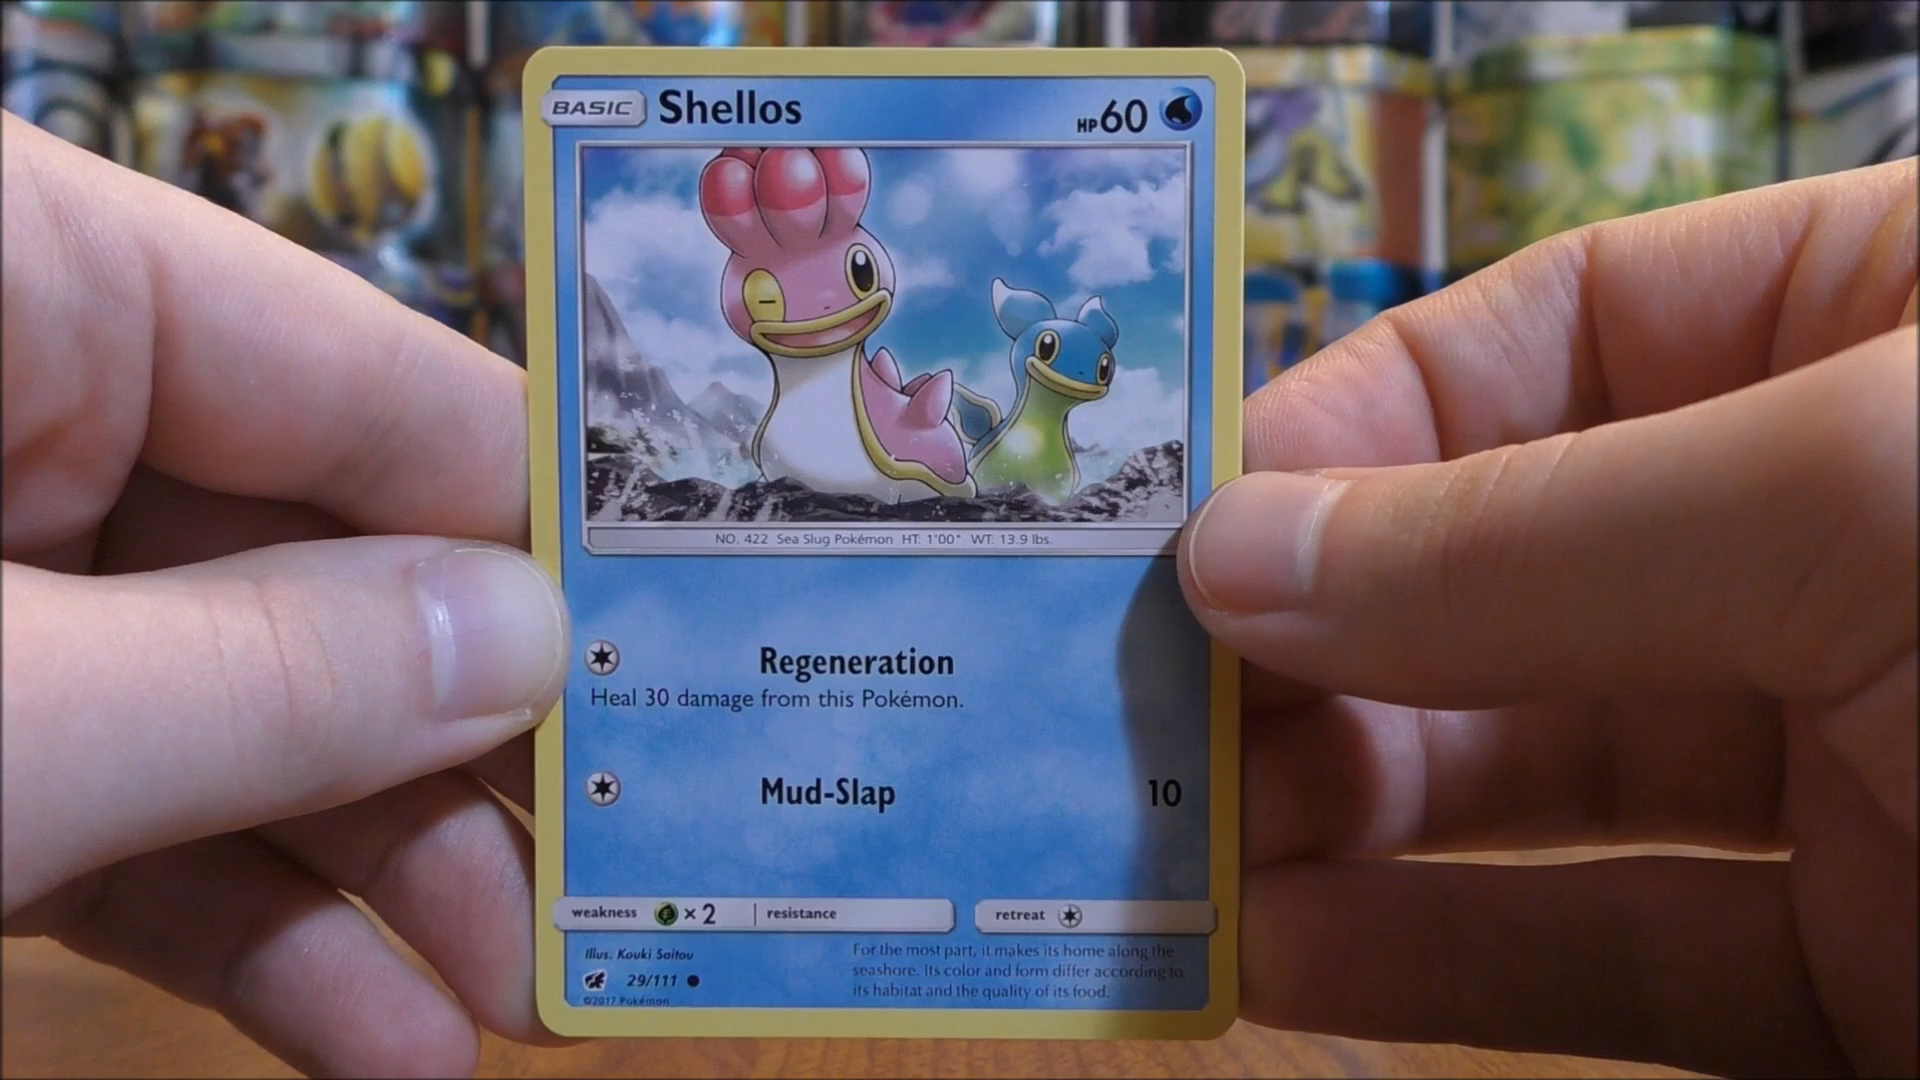 BASIC Shellos HP60
NO. 422 Sea Slug Pokémon HT: 1'00" WT: 13.9 lbs.
Regeneration
Heal 30 damage from this Pokémon.
Mud-Slap 10
weakness ×2 resistance retreat
Illus. Kouki Saitou
29/111
©2017 Pokémon
For the most part, it makes its home along the
seashore. Its color and form differ according to
its habitat and the quality of its food.